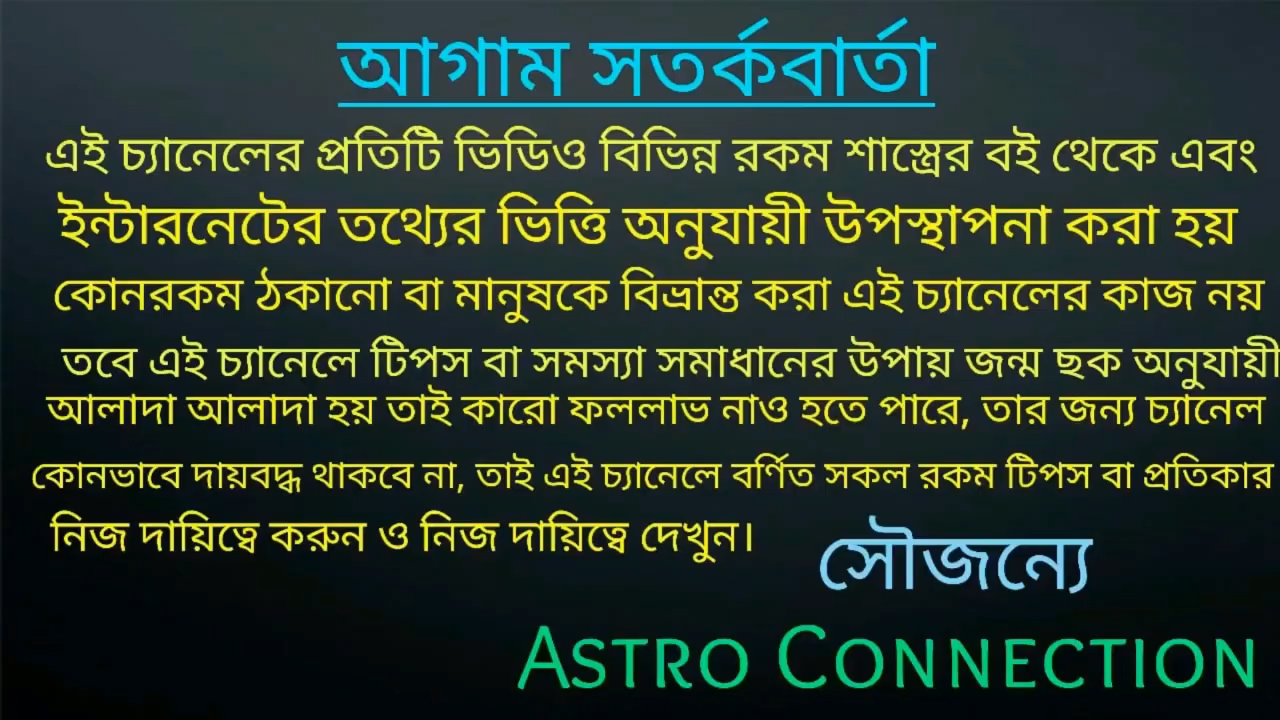 আগাম সতর্কবার্তা
এই চ্যানেলের প্রতিটি ভিডিও বিভিন্ন রকম শাস্ত্রের বই থেকে এবং
ইন্টারনেটের তথ্যের ভিত্তি অনুযায়ী উপস্থাপনা করা হয়
কোনরকম ঠকানো বা মানুষকে বিভ্রান্ত করা এই চ্যানেলের কাজ নয়
তবে এই চ্যানেলে টিপস বা সমস্যা সমাধানের উপায় জন্ম ছক অনুযায়ী
আলাদা আলাদা হয় তাই কারো ফললাভ নাও হতে পারে, তার জন্য চ্যানেল
কোনভাবে দায়বদ্ধ থাকবে না, তাই এই চ্যানেলে বর্ণিত সকল রকম টিপস বা প্রতিকার
নিজ দায়িত্বে করুন ও নিজ দায়িত্বে দেখুন।
সৌজন্যে
ASTRO CONNECTION